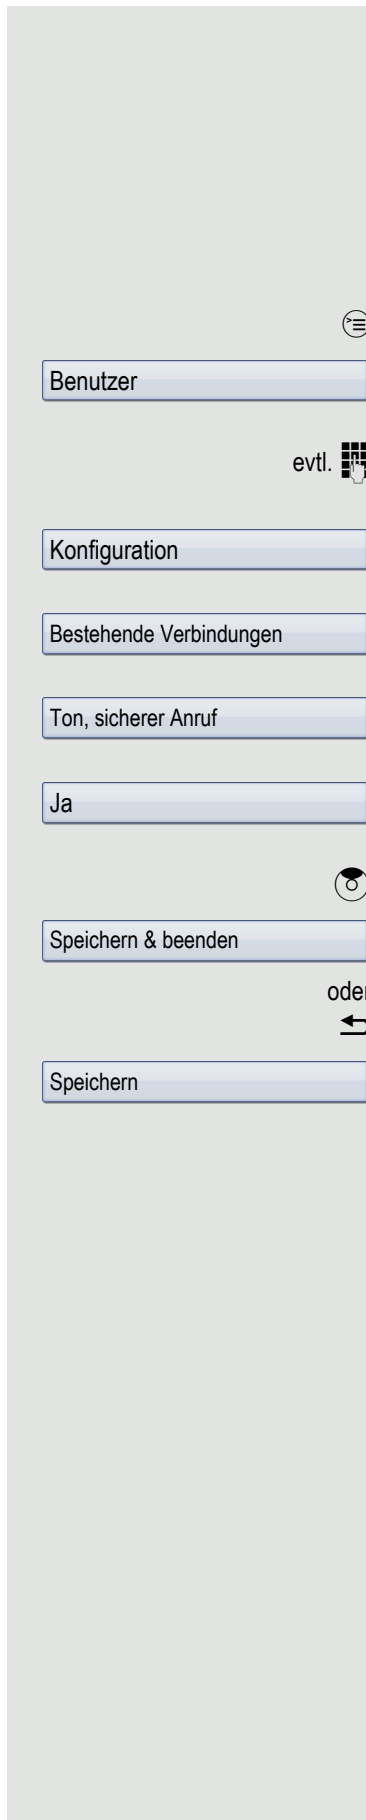 Benutzer
evtl.
Konfiguration
Bestehende Verbindungen
Ton, sicherer Anruf
Ja
Speichern & beenden
oder
Speichern